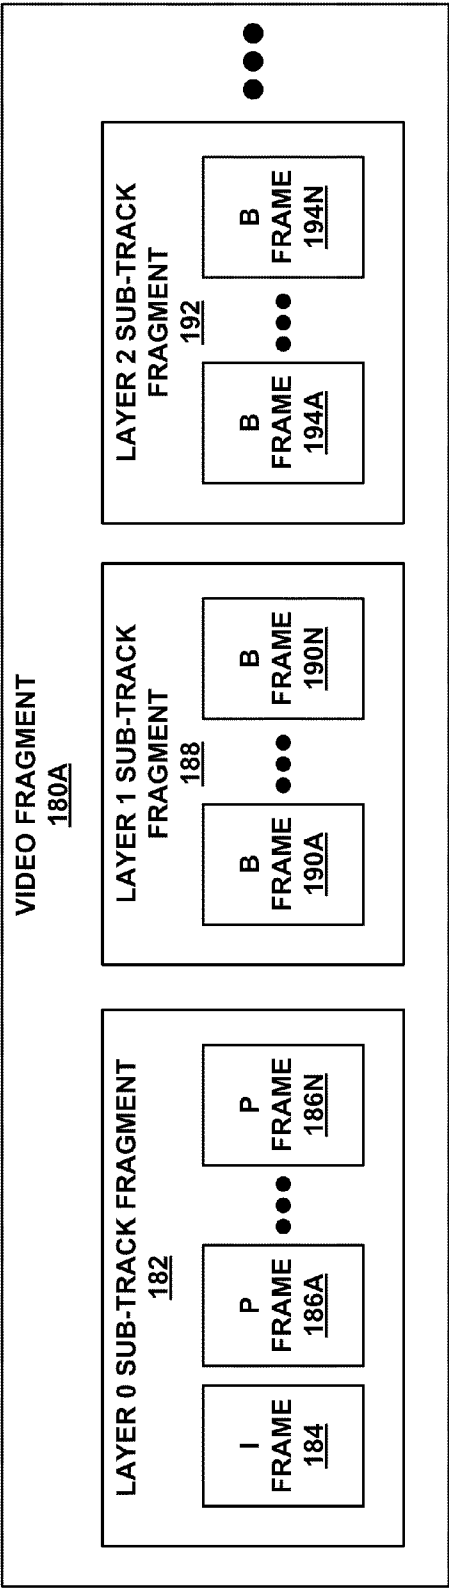 VIDEO FRAGMENT
180A
LAYER 0 SUB-TRACK FRAGMENT
182
I
FRAME
184
P
FRAME
186A
P
FRAME
186N
LAYER 1 SUB-TRACK
FRAGMENT
188
B
FRAME
190A
B
FRAME
190N
LAYER 2 SUB-TRACK
FRAGMENT
192
B
FRAME
194A
B
FRAME
194N